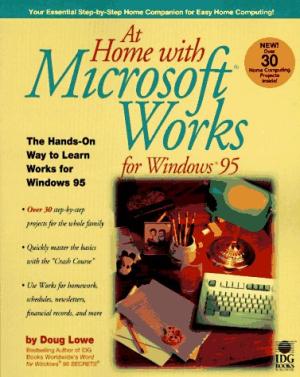 Your Essential Step-by-Step Home Companion for Easy Home Computing!
At
Home with
Microsoft®
Works
for Windows® 95
NEW!
Over
30
Home Computing
Projects
Inside!
The Hands-On
Way to Learn
Works for
Windows 95
• Over 30 step-by-step
projects for the whole family
• Quickly master the basics
with the "Crash Course"
• Use Works for homework,
schedules, newsletters,
financial records, and more
by Doug Lowe
Bestselling Author of IDG
Books Worldwide's Word
for Windows® 95 SECRETS®
IDG
BOOKS